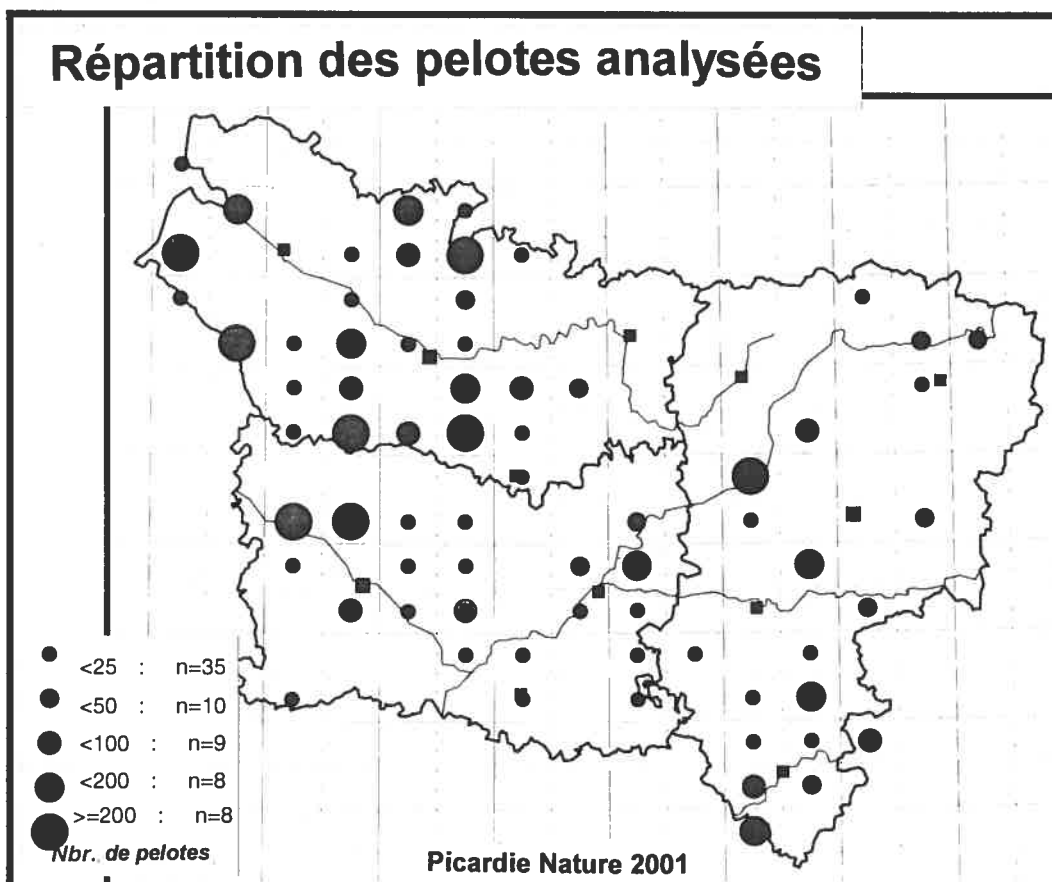 Répartition des pelotes analysées
<25 : n=35
<50 : n=10
<100 : n=9
<200 : n=8
>=200 : n=8
Nbr. de pelotes
Picardie Nature 2001